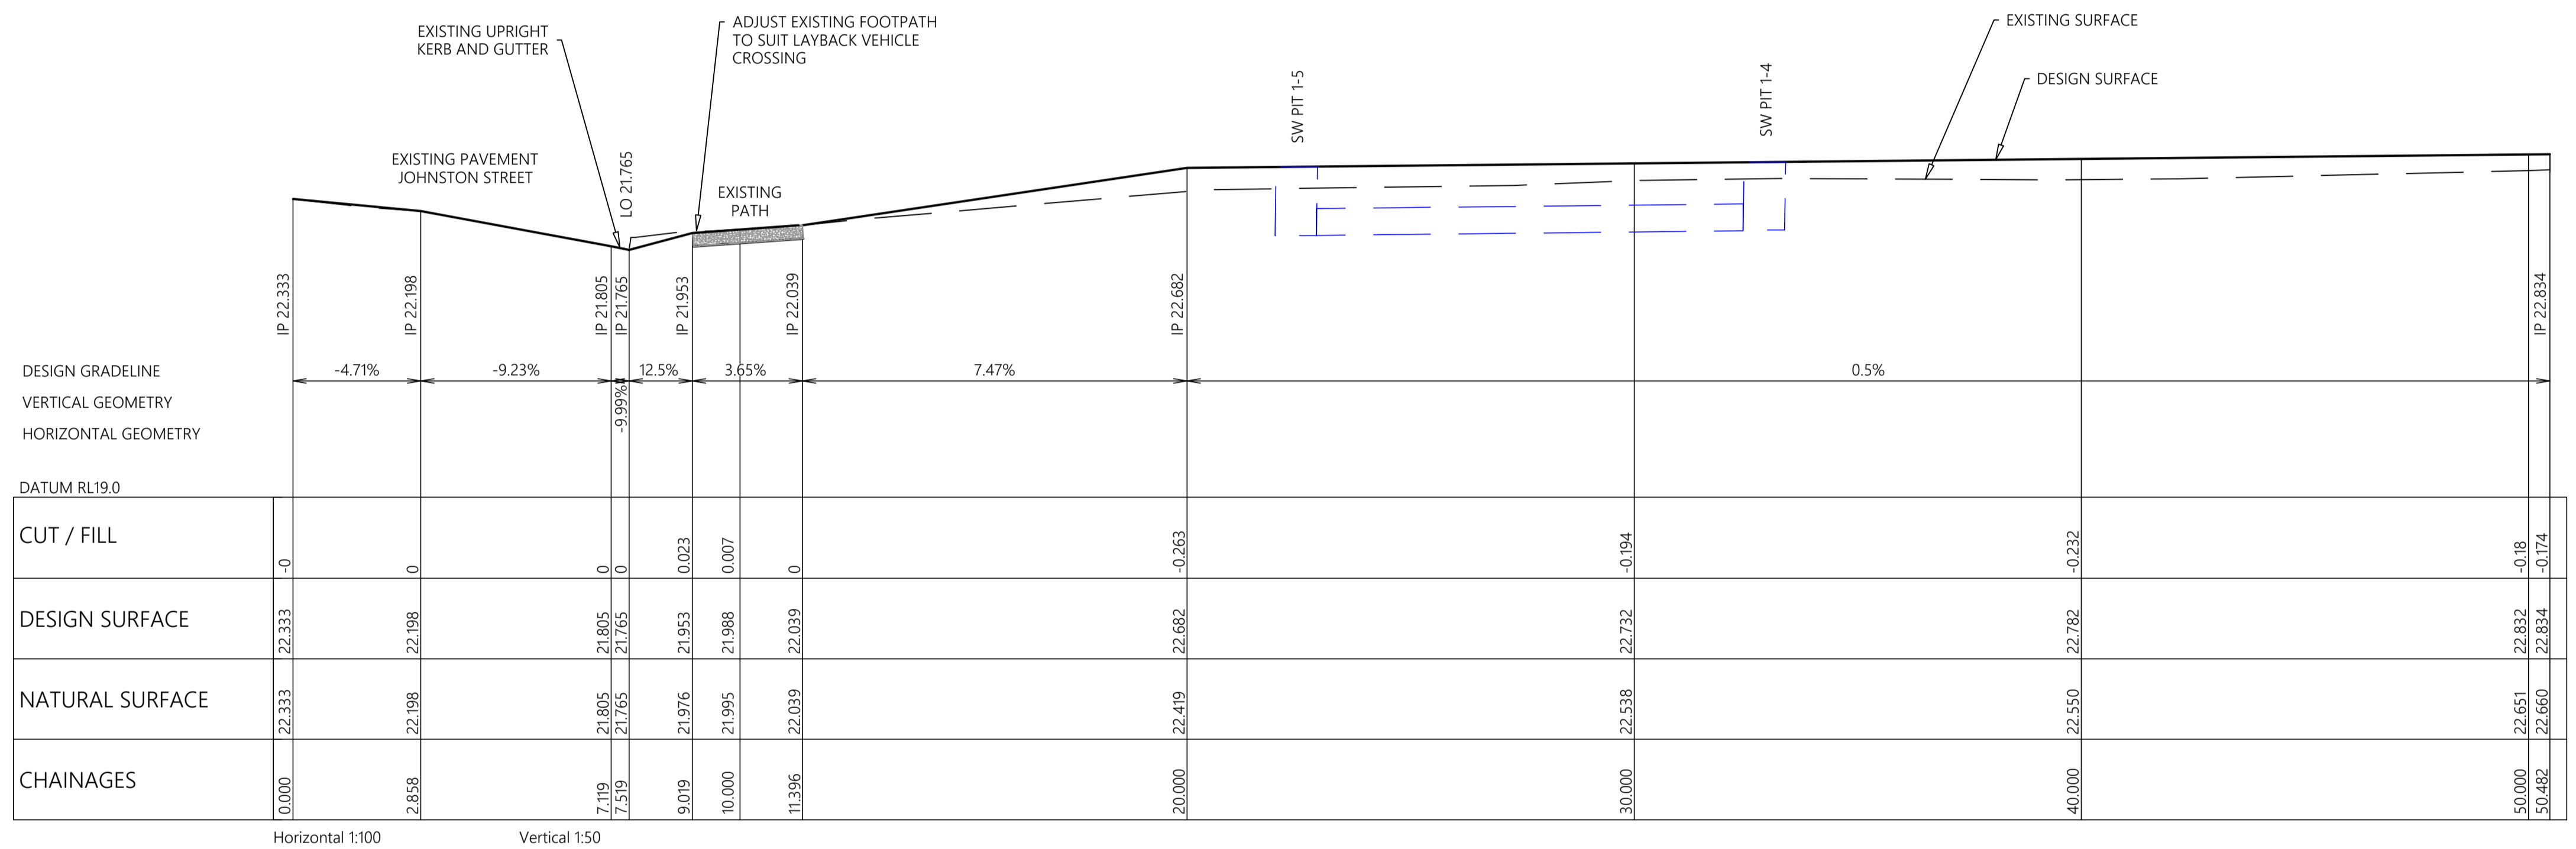 EXISTING UPRIGHT
KERB AND GUTTER
ADJUST EXISTING FOOTPATH
TO SUIT LAYBACK VEHICLE
CROSSING
EXISTING SURFACE
DESIGN SURFACE
SW PIT 1-5
SW PIT 1-4
EXISTING PAVEMENT
JOHNSTON STREET
LO 21.765
EXISTING
PATH
IP 22.333
IP 22.198
IP 21.805
IP 21.765
IP 21.953
IP 22.039
IP 22.682
IP 22.834
DESIGN GRADELINE
-4.71%
-9.23%
-9.99%
12.5%
3.65%
7.47%
0.5%
VERTICAL GEOMETRY
HORIZONTAL GEOMETRY
DATUM RL19.0
CUT / FILL
-0
0
0
0
0.023
0.007
0
-0.263
-0.194
-0.232
-0.18
-0.174
DESIGN SURFACE
22.333
22.198
21.805
21.765
21.953
21.988
22.039
22.682
22.732
22.782
22.832
22.834
NATURAL SURFACE
22.333
22.198
21.805
21.765
21.976
21.995
22.039
22.419
22.538
22.550
22.651
22.660
CHAINAGES
0.000
2.858
7.119
7.519
9.019
10.000
11.396
20.000
30.000
40.000
50.000
50.482
Horizontal 1:100
Vertical 1:50